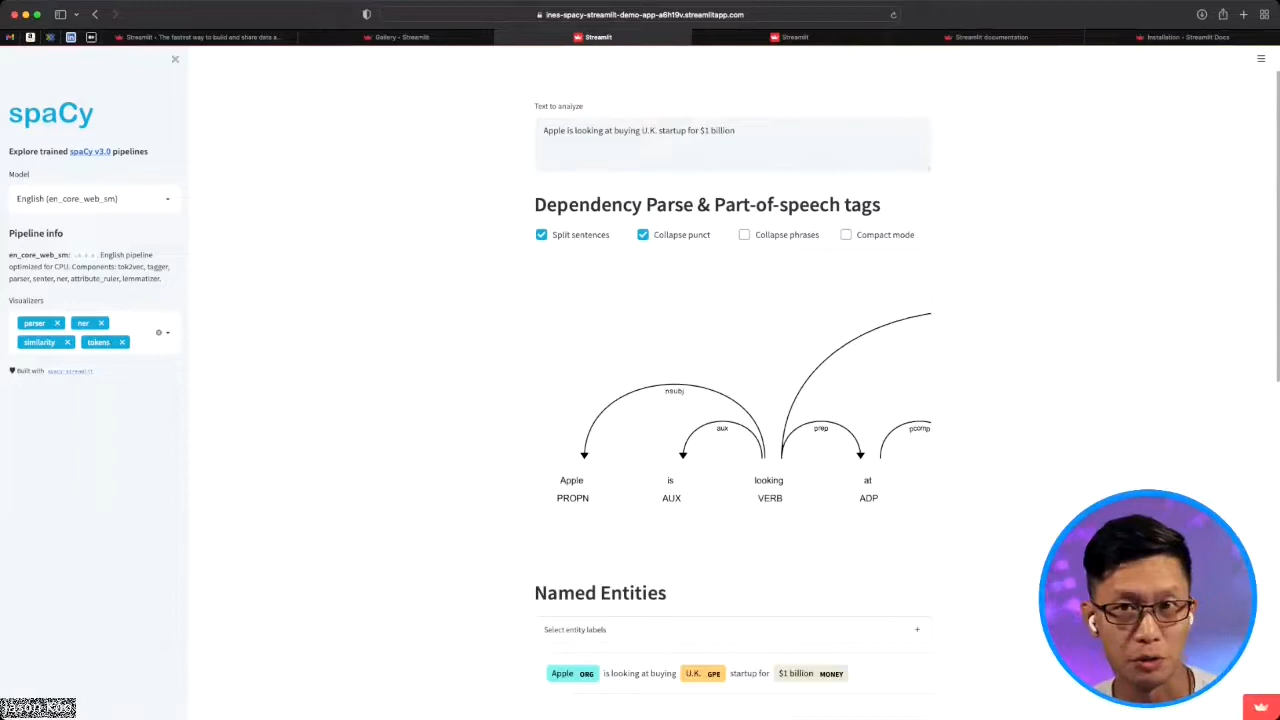 ines-spacy-streamlit-demo-app-a6h19v.streamlitapp.com
Streamlit • The fastest way to build and share data a...
Gallery • Streamlit
Streamlit
Streamlit
Streamlit documentation
Installation - Streamlit Docs
spaCy
Explore trained spaCy v3.0 pipelines
Model
English (en_core_web_sm)
Pipeline info
en_core_web_sm: English pipeline
optimized for CPU. Components: tok2vec, tagger,
parser, senter, ner, attribute_ruler, lemmatizer.
Visualizers
parser ner
similarity tokens
Built with spacy-streamlit
Text to analyze
Apple is looking at buying U.K. startup for $1 billion
Dependency Parse & Part-of-speech tags
Split sentences Collapse punct Collapse phrases Compact mode
nsubj
aux prep pcomp
Apple is looking at
PROPN AUX VERB ADP
Named Entities
Select entity labels
Apple ORG is looking at buying U.K. GPE startup for $1 billion MONEY